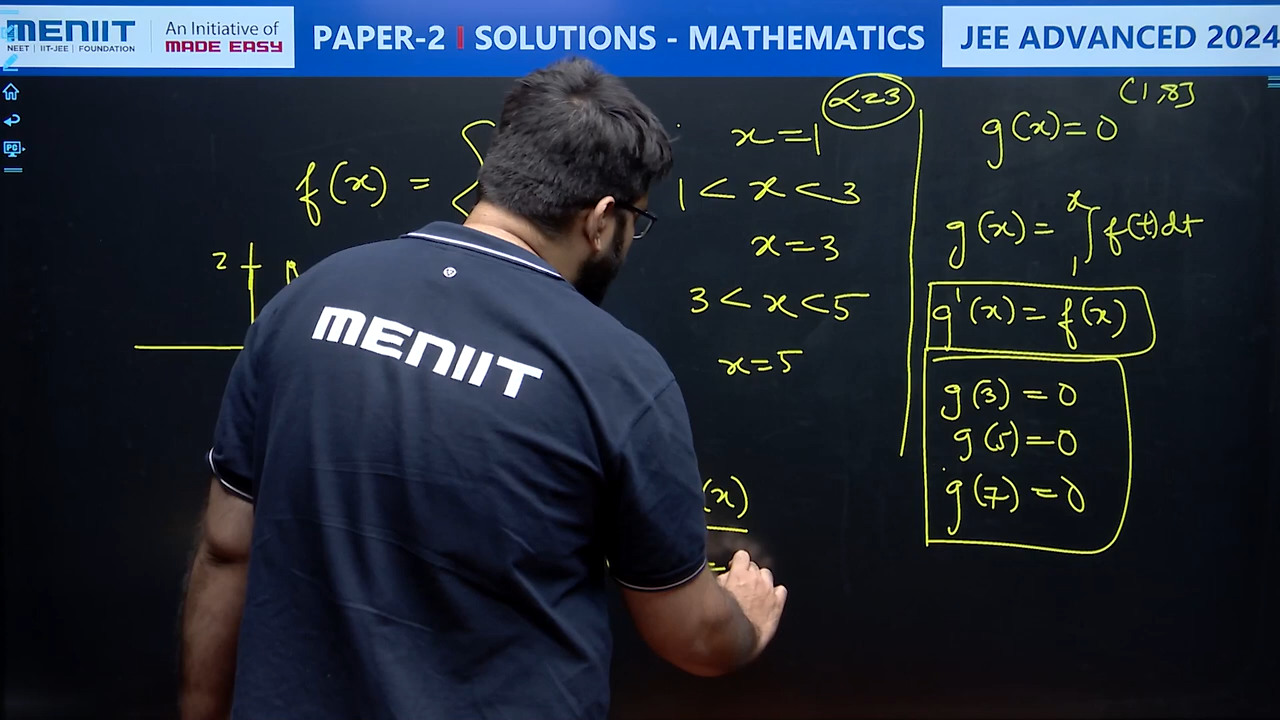 MENIIT
NEET | IIT-JEE | FOUNDATION
An Initiative of
MADE EASY
PAPER-2 | SOLUTIONS - MATHEMATICS
JEE ADVANCED 2024
PC
α=3
(1,8]
x=1
g(x)=0
f(x) = {
1<x<3
g(x)= ∫₁ˣ f(t)dt
x=3
2
3<x<5
g'(x)= f(x)
x=5
g(3) = 0
g(5)=0
g(7)=0
(x)
=
MENIIT